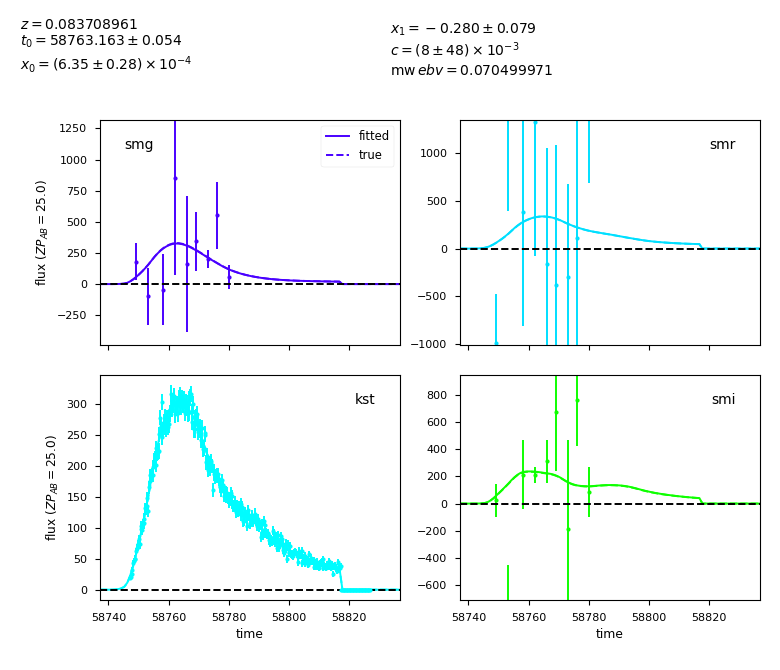 z = 0.083708961
t₀ = 58763.163 ± 0.054
x₀ = (6.35 ± 0.28) × 10⁻⁴
x₁ = −0.280 ± 0.079
c = (8 ± 48) × 10⁻³
mw ebv = 0.070499971
smg
fitted
true
1250
1000
750
500
250
0
−250
flux (ZP_AB = 25.0)
smr
1000
500
0
−500
−1000
kst
300
250
200
150
100
50
0
flux (ZP_AB = 25.0)
58740 58760 58780 58800 58820
time
smi
800
600
400
200
0
−200
−400
−600
58740 58760 58780 58800 58820
time